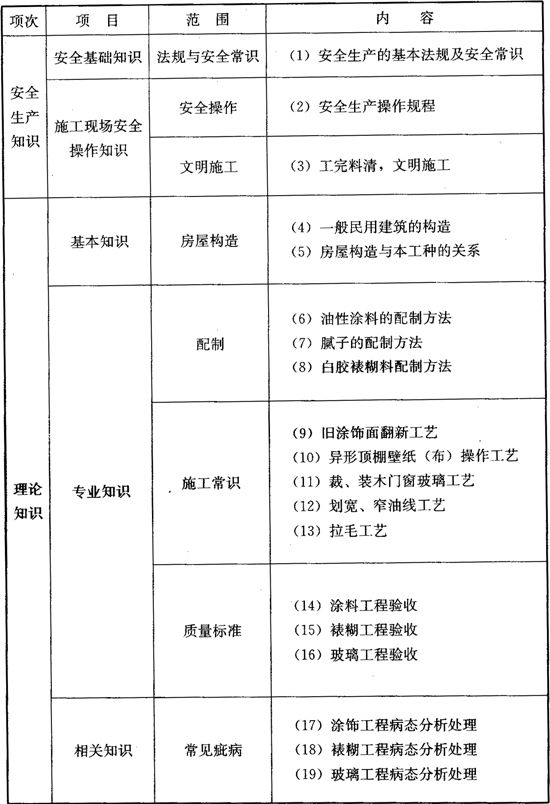 项次 项目 范围 内容
安全生产知识 安全基础知识 法规与安全常识 （1）安全生产的基本法规及安全常识
施工现场安全操作知识 安全操作 （2）安全生产操作规程
文明施工 （3）工完料清，文明施工
理论知识 基本知识 房屋构造 （4）一般民用建筑的构造
（5）房屋构造与本工种的关系
专业知识 配制 （6）油性涂料的配制方法
（7）腻子的配制方法
（8）白胶裱糊料配制方法
施工常识 （9）旧涂饰面翻新工艺
（10）异形顶棚壁纸（布）操作工艺
（11）裁、装木门窗玻璃工艺
（12）划宽、窄油线工艺
（13）拉毛工艺
质量标准 （14）涂料工程验收
（15）裱糊工程验收
（16）玻璃工程验收
相关知识 常见疵病 （17）涂饰工程病态分析处理
（18）裱糊工程病态分析处理
（19）玻璃工程病态分析处理